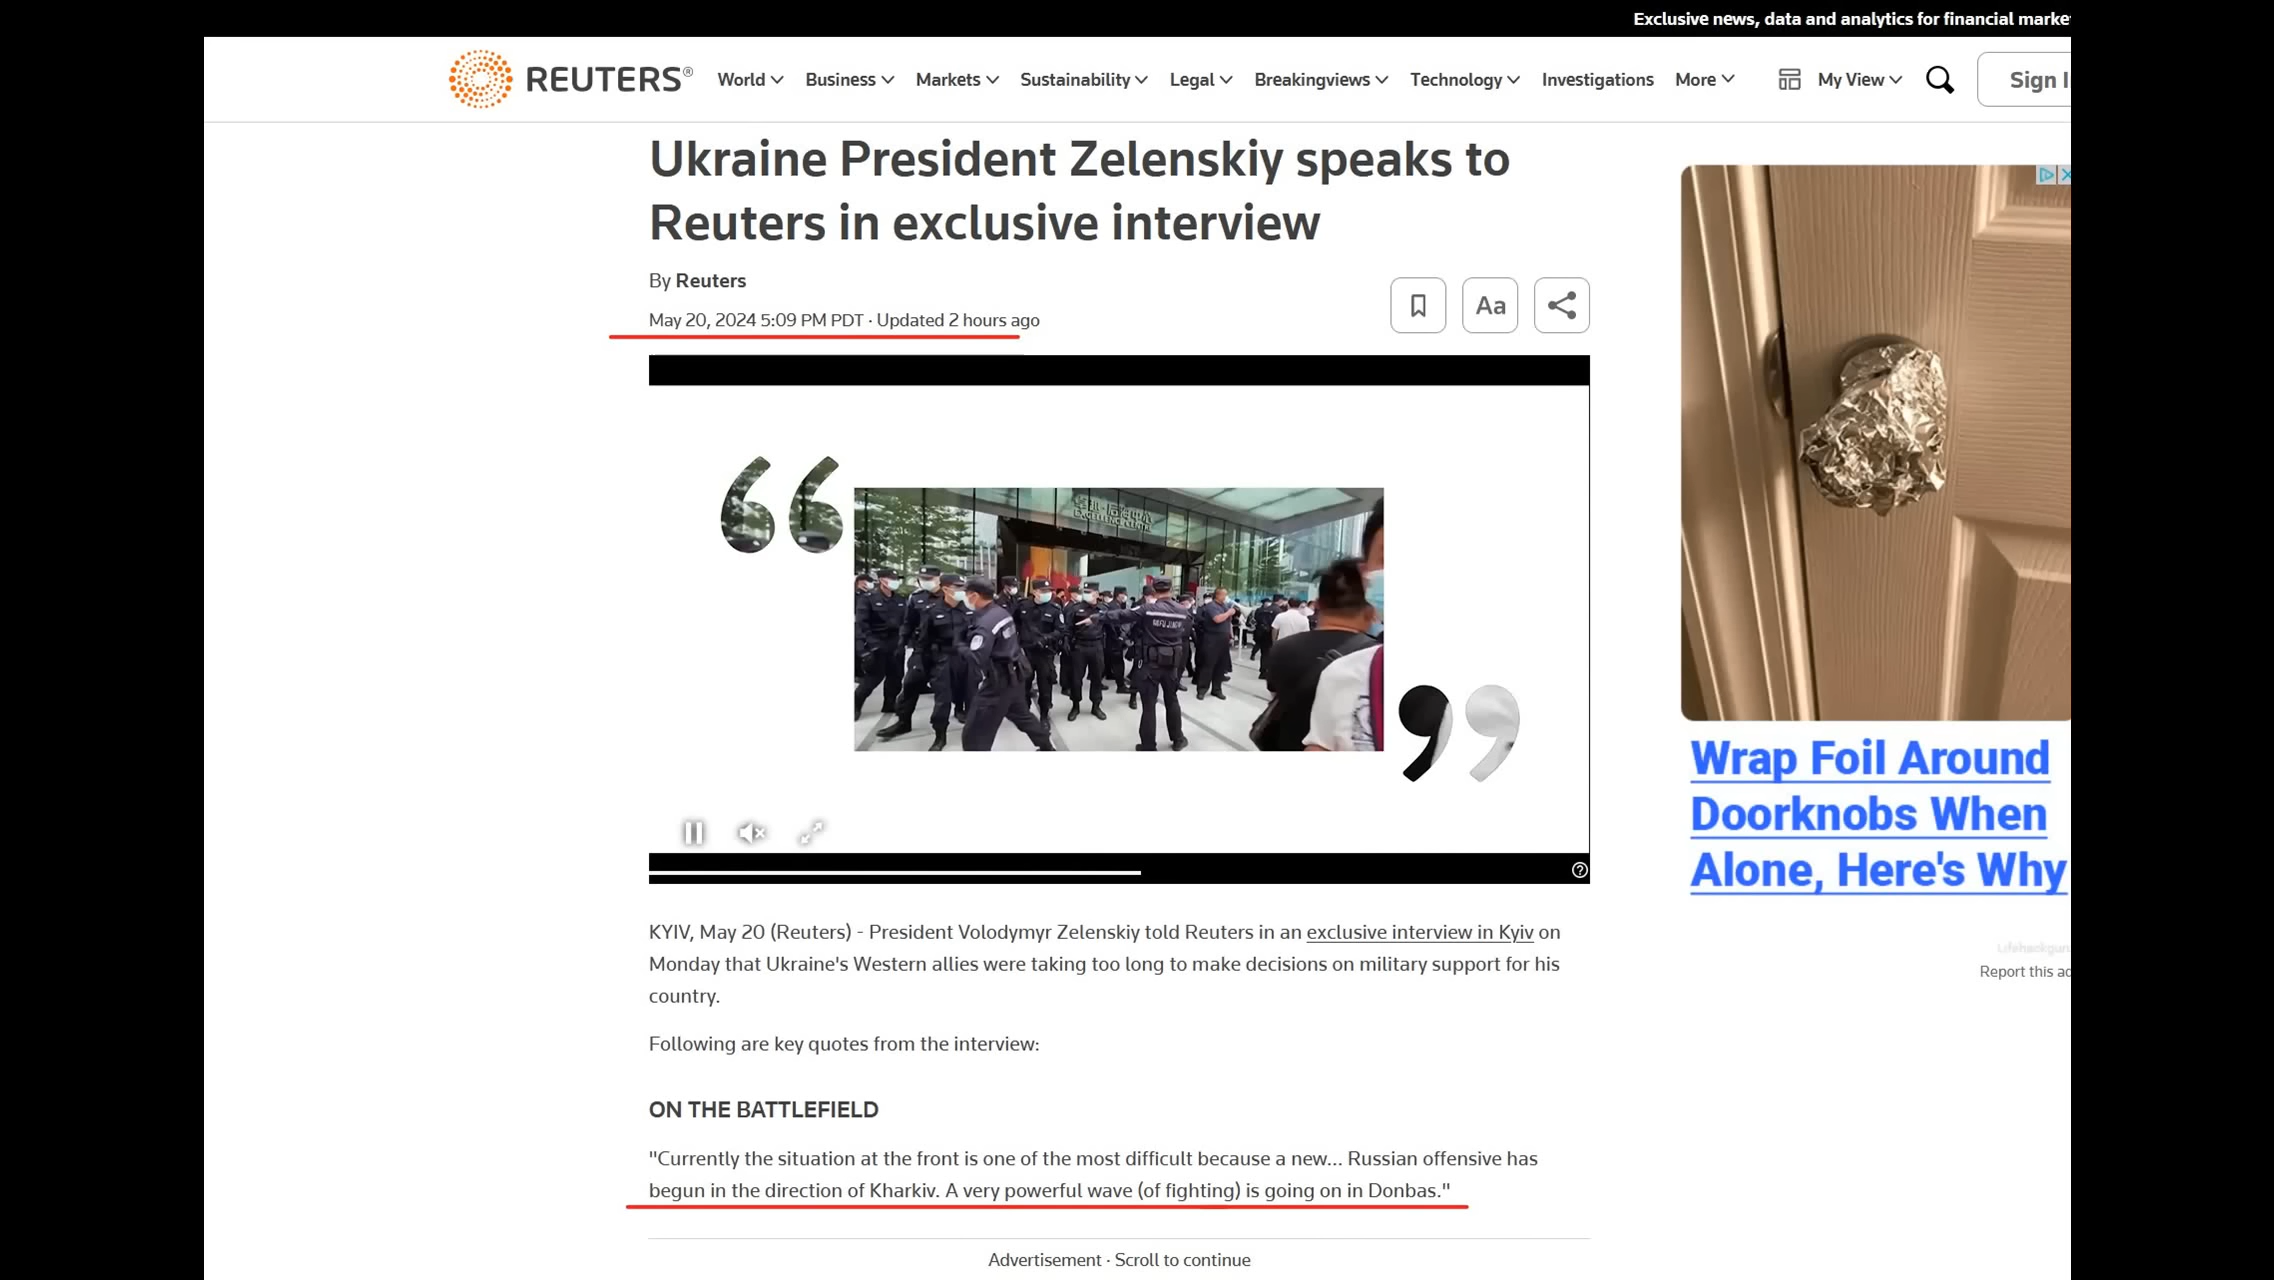 Exclusive news, data and analytics for financial marke
REUTERS®
World Business Markets Sustainability Legal Breakingviews Technology Investigations More My View Sign I
Ukraine President Zelenskiy speaks to
Reuters in exclusive interview
By Reuters
May 20, 2024 5:09 PM PDT · Updated 2 hours ago
Aa
EXCELLENCE CENTRE
KYIV, May 20 (Reuters) - President Volodymyr Zelenskiy told Reuters in an exclusive interview in Kyiv on
Monday that Ukraine's Western allies were taking too long to make decisions on military support for his
country.
Following are key quotes from the interview:
ON THE BATTLEFIELD
"Currently the situation at the front is one of the most difficult because a new... Russian offensive has
begun in the direction of Kharkiv. A very powerful wave (of fighting) is going on in Donbas."
Advertisement · Scroll to continue
Wrap Foil Around
Doorknobs When
Alone, Here's Why
Lifehackguru
Report this ad